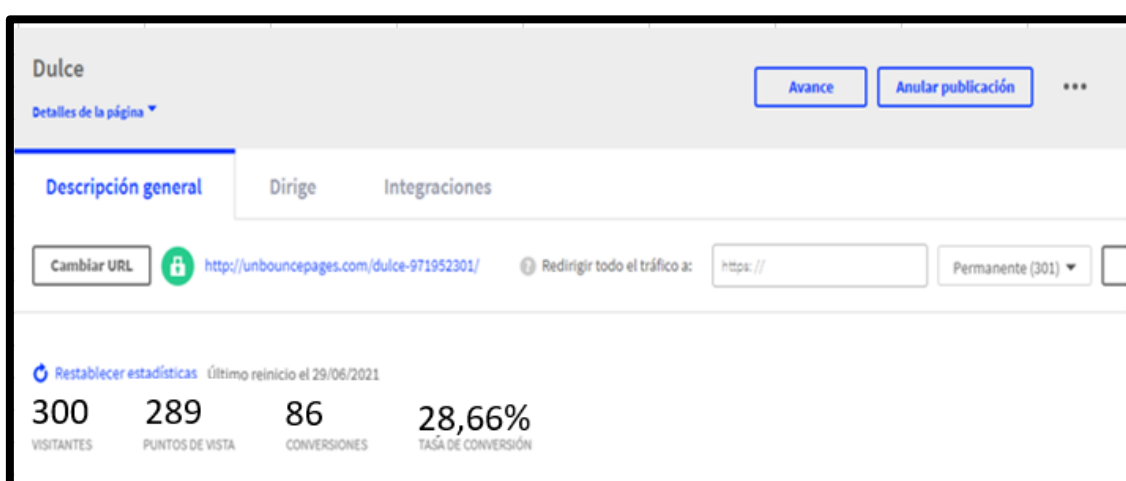 Dulce
Avance
Anular publicación
Detalles de la página
Descripción general
Dirige
Integraciones
Cambiar URL
http://unbouncepages.com/dulce-971952301/
Redirigir todo el tráfico a:
https://
Permanente (301)
Restablecer estadísticas Último reinicio el 29/06/2021
300 289 86 28,66%
VISITANTES PUNTOS DE VISTA CONVERSIONES TASA DE CONVERSIÓN